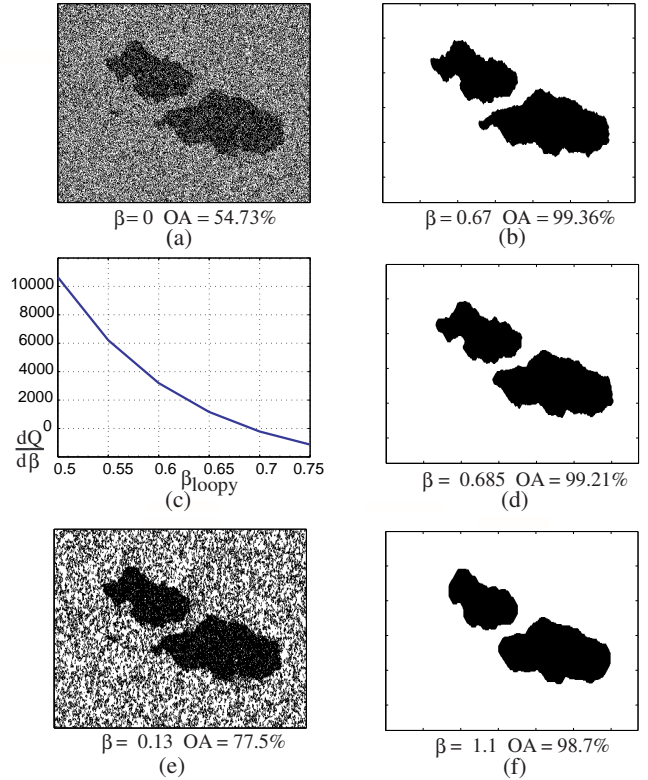 β = 0 OA = 54.73%
(a)
β = 0.67 OA = 99.36%
(b)
10000
8000
6000
4000
2000
0
dQ
dβ
0.5 0.55 0.6 0.65 0.7 0.75
βloopy
(c)
β = 0.685 OA = 99.21%
(d)
β = 0.13 OA = 77.5%
(e)
β = 1.1 OA = 98.7%
(f)